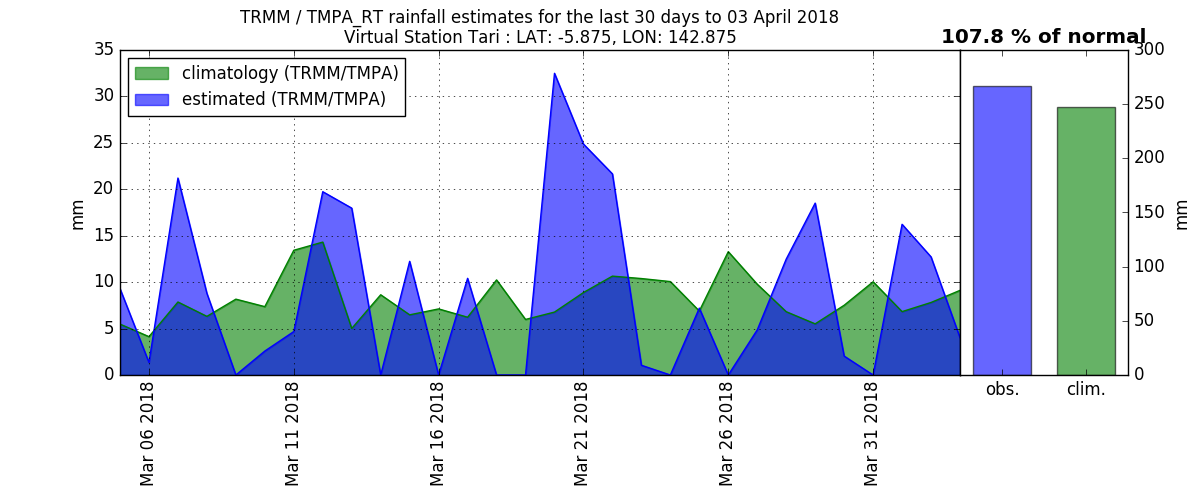 TRMM / TMPA_RT rainfall estimates for the last 30 days to 03 April 2018
Virtual Station Tari : LAT: -5.875, LON: 142.875
107.8 % of normal
climatology (TRMM/TMPA)
estimated (TRMM/TMPA)
35
30
25
20
15
10
5
0
mm
Mar 06 2018
Mar 11 2018
Mar 16 2018
Mar 21 2018
Mar 26 2018
Mar 31 2018
obs.
clim.
300
250
200
150
100
50
0
mm